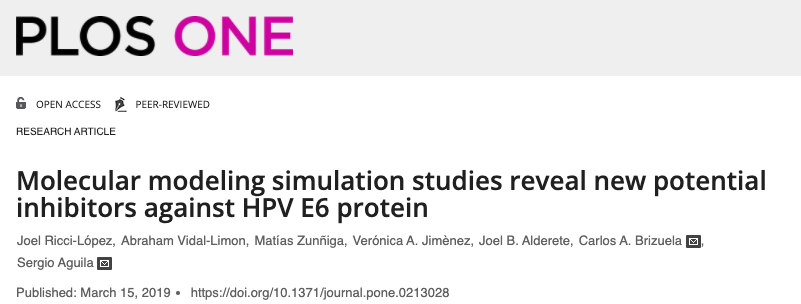 PLOS ONE
OPEN ACCESS PEER-REVIEWED
RESEARCH ARTICLE
Molecular modeling simulation studies reveal new potential
inhibitors against HPV E6 protein
Joel Ricci-López, Abraham Vidal-Limon, Matías Zunñiga, Verónica A. Jimènez, Joel B. Alderete, Carlos A. Brizuela ,
Sergio Aguila
Published: March 15, 2019 • https://doi.org/10.1371/journal.pone.0213028